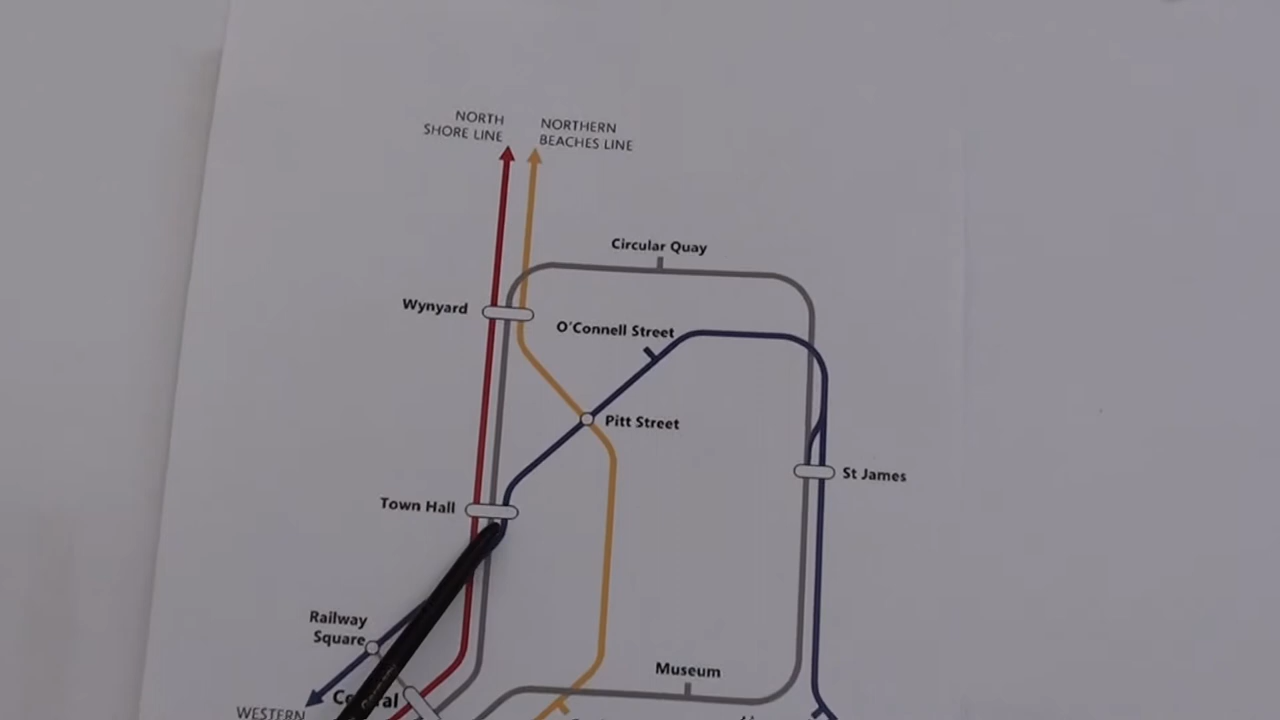 NORTH
SHORE LINE
NORTHERN
BEACHES LINE
Circular Quay
Wynyard
O'Connell Street
Pitt Street
St James
Town Hall
Railway
Square
Museum
WESTERN